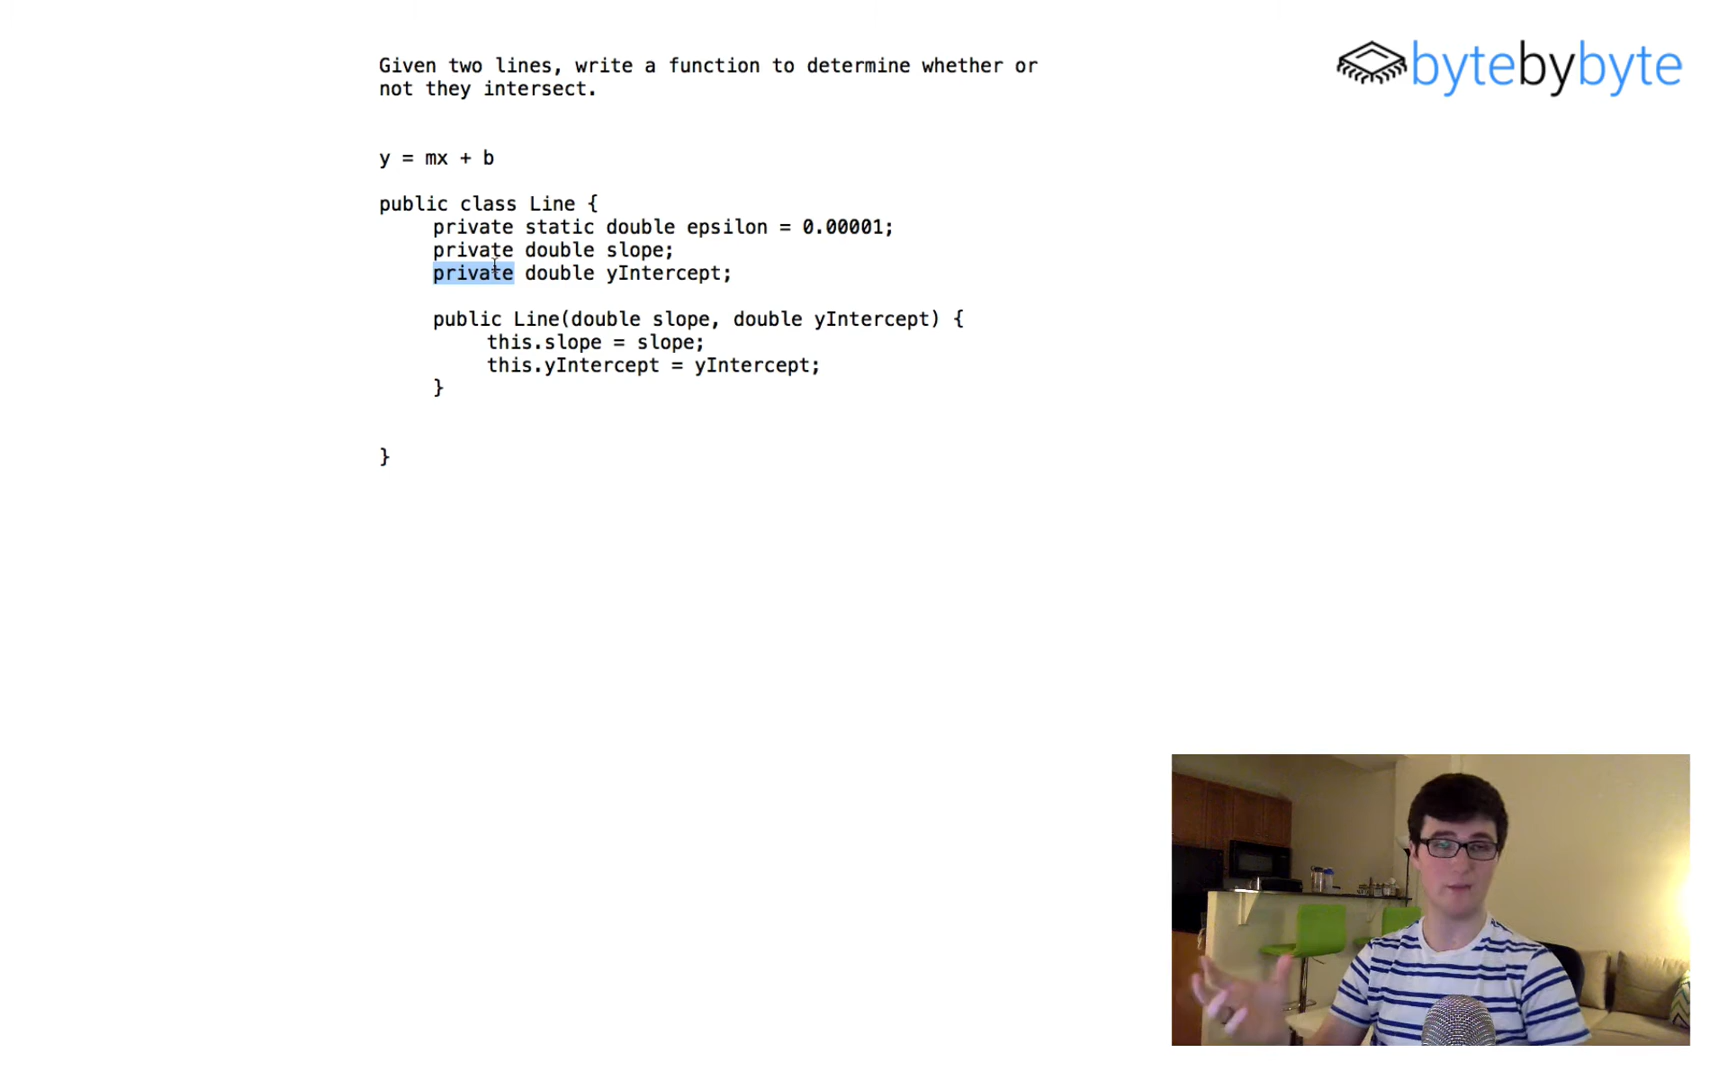 bytebybyte
Given two lines, write a function to determine whether or
not they intersect.
y = mx + b
public class Line {
private static double epsilon = 0.00001;
private double slope;
private double yIntercept;
public Line(double slope, double yIntercept) {
this.slope = slope;
this.yIntercept = yIntercept;
}
}